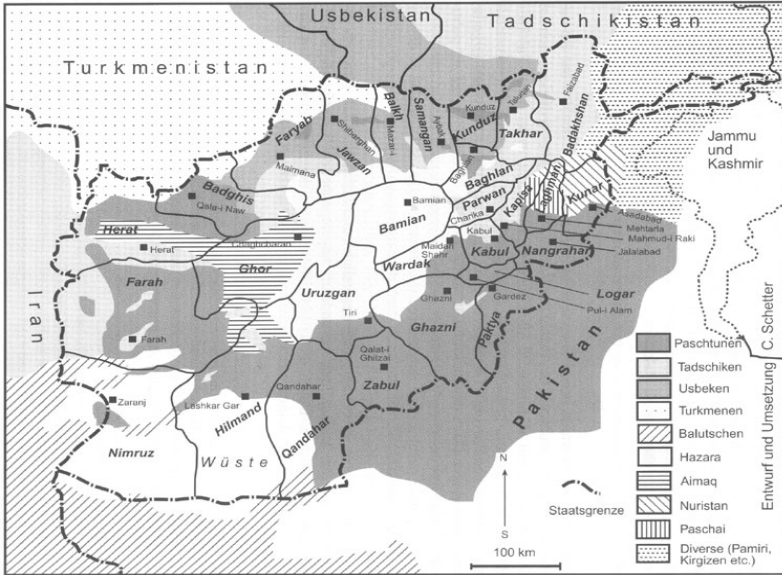 Usbekistan
Tadschikistan
Turkmenistan
Jammu
und
Kashmir
Iran
Pakistan
Faryab
Jawzan
Balkh
Samangan
Kunduz
Takhar
Badakhshan
Badghis
Herat
Ghor
Farah
Bamian
Baghlan
Parwan
Kapisa
Laghman
Kunar
Wardak
Kabul
Nangrahar
Logar
Uruzgan
Ghazni
Paktya
Zabul
Nimruz
Hilmand
Qandahar
Wüste
Maimana
Shiberghan
Mazar-i
Aybak
Kunduz
Taluqan
Faizabad
Baghlan
Qala-i Naw
Herat
Chaghcharan
Bamian
Charika
Kabul
Maidan
Shahr
Asadabad
Mehtarla
Mahmud-i Raki
Jalalabad
Ghazni
Gardez
Pul-i Alam
Tiri
Farah
Qalat-i
Ghilzai
Zaranj
Lashkar Gar
Qandahar
N
S
Staatsgrenze
100 km
Paschtunen
Tadschiken
Usbeken
Turkmenen
Balutschen
Hazara
Aimaq
Nuristan
Paschai
Diverse (Pamiri,
Kirgizen etc.)
Entwurf und Umsetzung C. Schetter